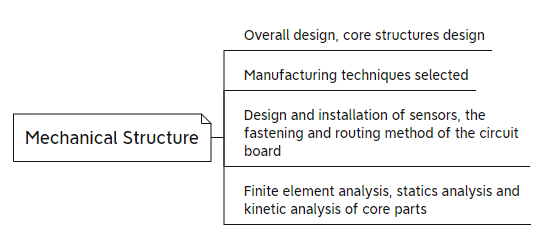 Overall design, core structures design
Manufacturing techniques selected
Mechanical Structure
Design and installation of sensors, the
fastening and routing method of the circuit
board
Finite element analysis, statics analysis and
kinetic analysis of core parts